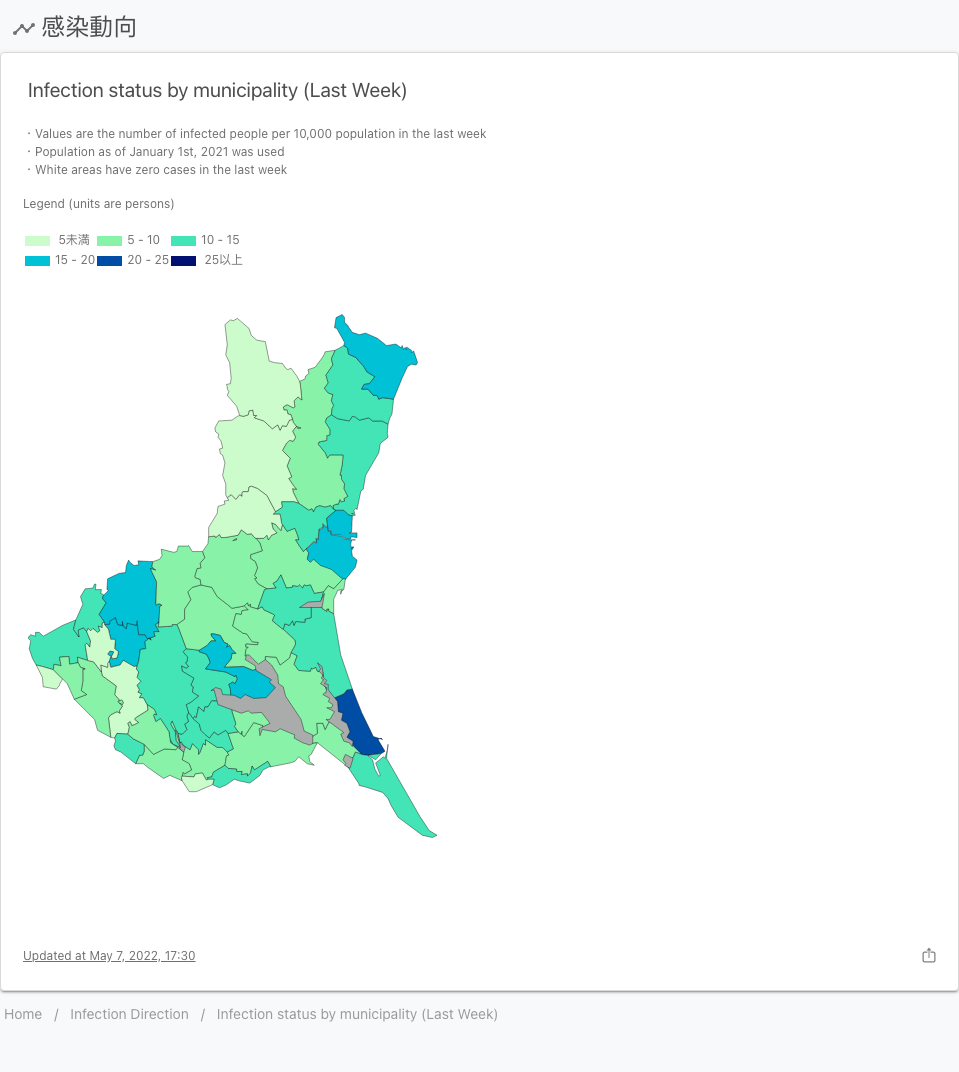 感染動向
Infection status by municipality (Last Week)
・Values are the number of infected people per 10,000 population in the last week
・Population as of January 1st, 2021 was used
・White areas have zero cases in the last week
Legend (units are persons)
5未満 5 - 10 10 - 15
15 - 20 20 - 25 25以上
Updated at May 7, 2022, 17:30
Home / Infection Direction / Infection status by municipality (Last Week)